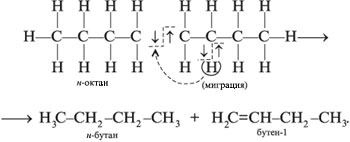 H H H H H H H H
H—C—C—C—C ↓ ↑ C—C—C—C—H ⟶
H H H H H H H H
н-октан (миграция)
⟶ H₃C–CH₂–CH₂–CH₃ + H₂C=CH–CH₂–CH₃.
н-бутан бутен-1